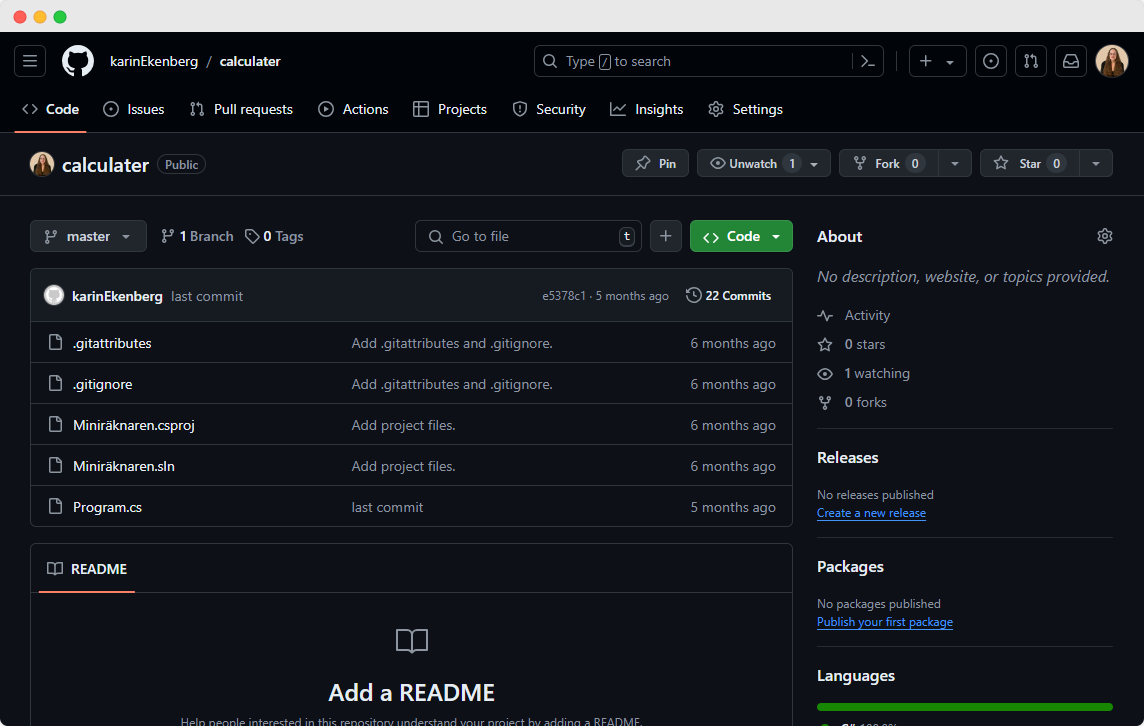 karinEkenberg / calculater
Type / to search
Code
Issues
Pull requests
Actions
Projects
Security
Insights
Settings
calculater Public
Pin
Unwatch 1
Fork 0
Star 0
master
1 Branch
0 Tags
Go to file t
Code
karinEkenberg last commit e5378c1 · 5 months ago 22 Commits
.gitattributes Add .gitattributes and .gitignore. 6 months ago
.gitignore Add .gitattributes and .gitignore. 6 months ago
Miniräknaren.csproj Add project files. 6 months ago
Miniräknaren.sln Add project files. 6 months ago
Program.cs last commit 5 months ago
README
Add a README
Help people interested in this repository understand your project by adding a README.
About
No description, website, or topics provided.
Activity
0 stars
1 watching
0 forks
Releases
No releases published
Create a new release
Packages
No packages published
Publish your first package
Languages
C# 100.0%